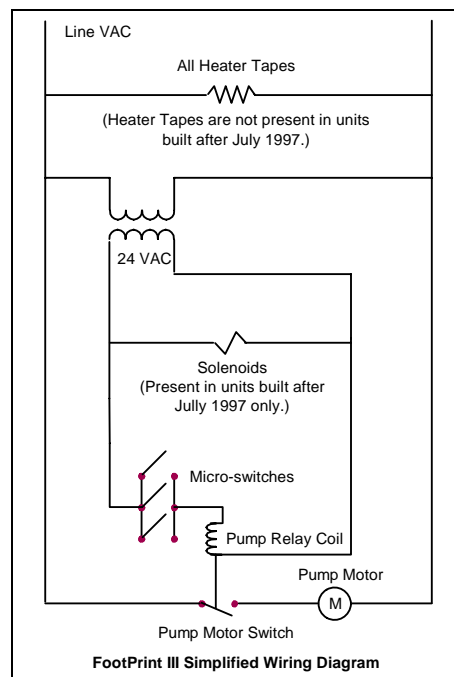 Line VAC
All Heater Tapes
(Heater Tapes are not present in units
built after July 1997.)
24 VAC
Solenoids
(Present in units built after
Jully 1997 only.)
Micro-switches
Pump Relay Coil
Pump Motor
M
Pump Motor Switch
FootPrint III Simplified Wiring Diagram